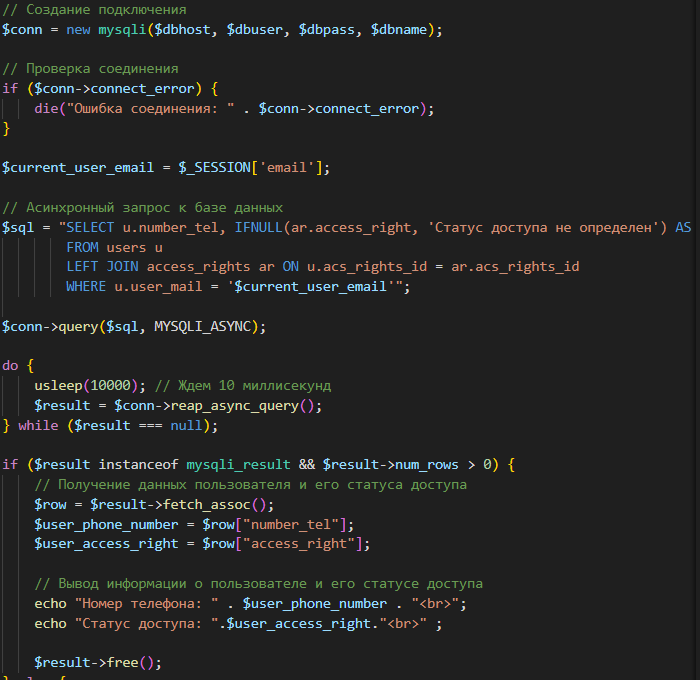 // Создание подключения
$conn = new mysqli($dbhost, $dbuser, $dbpass, $dbname);
// Проверка соединения
if ($conn->connect_error) {
die("Ошибка соединения: " . $conn->connect_error);
}
$current_user_email = $_SESSION['email'];
// Асинхронный запрос к базе данных
$sql = "SELECT u.number_tel, IFNULL(ar.access_right, 'Статус доступа не определен') AS
FROM users u
LEFT JOIN access_rights ar ON u.acs_rights_id = ar.acs_rights_id
WHERE u.user_mail = '$current_user_email'";
$conn->query($sql, MYSQLI_ASYNC);
do {
usleep(10000); // Ждем 10 миллисекунд
$result = $conn->reap_async_query();
} while ($result === null);
if ($result instanceof mysqli_result && $result->num_rows > 0) {
// Получение данных пользователя и его статуса доступа
$row = $result->fetch_assoc();
$user_phone_number = $row["number_tel"];
$user_access_right = $row["access_right"];
// Вывод информации о пользователе и его статусе доступа
echo "Номер телефона: " . $user_phone_number . "<br>";
echo "Статус доступа: ".$user_access_right."<br>" ;
$result->free();